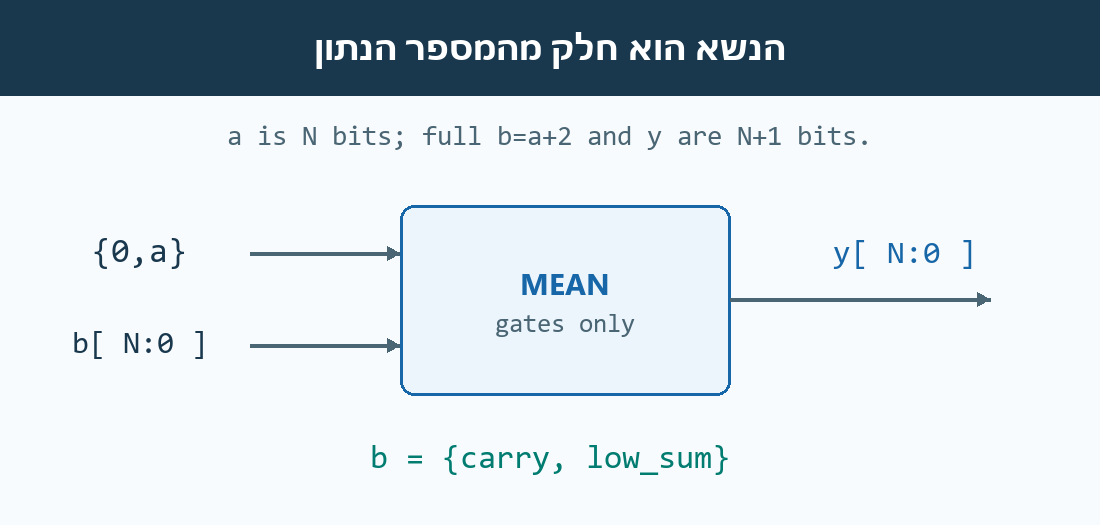 הנשא הוא חלק מהמספר הנתון
a is N bits; full b=a+2 and y are N+1 bits.
{0,a}
y[ N:0 ]
MEAN
gates only
b[ N:0 ]
b = {carry, low_sum}